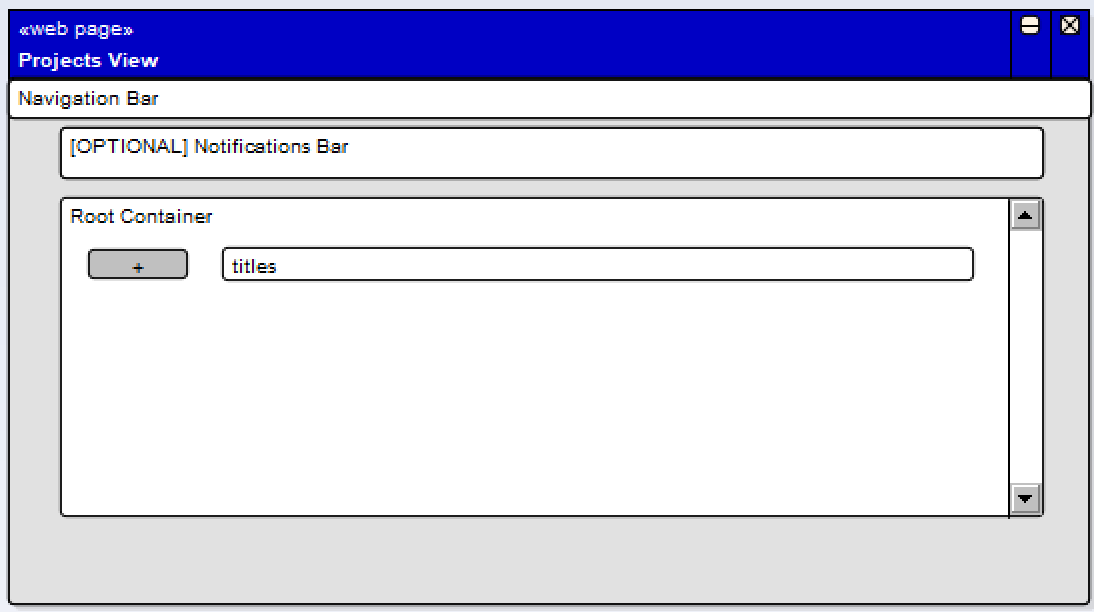 «web page»
Projects View
Navigation Bar
[OPTIONAL] Notifications Bar
Root Container
+
titles